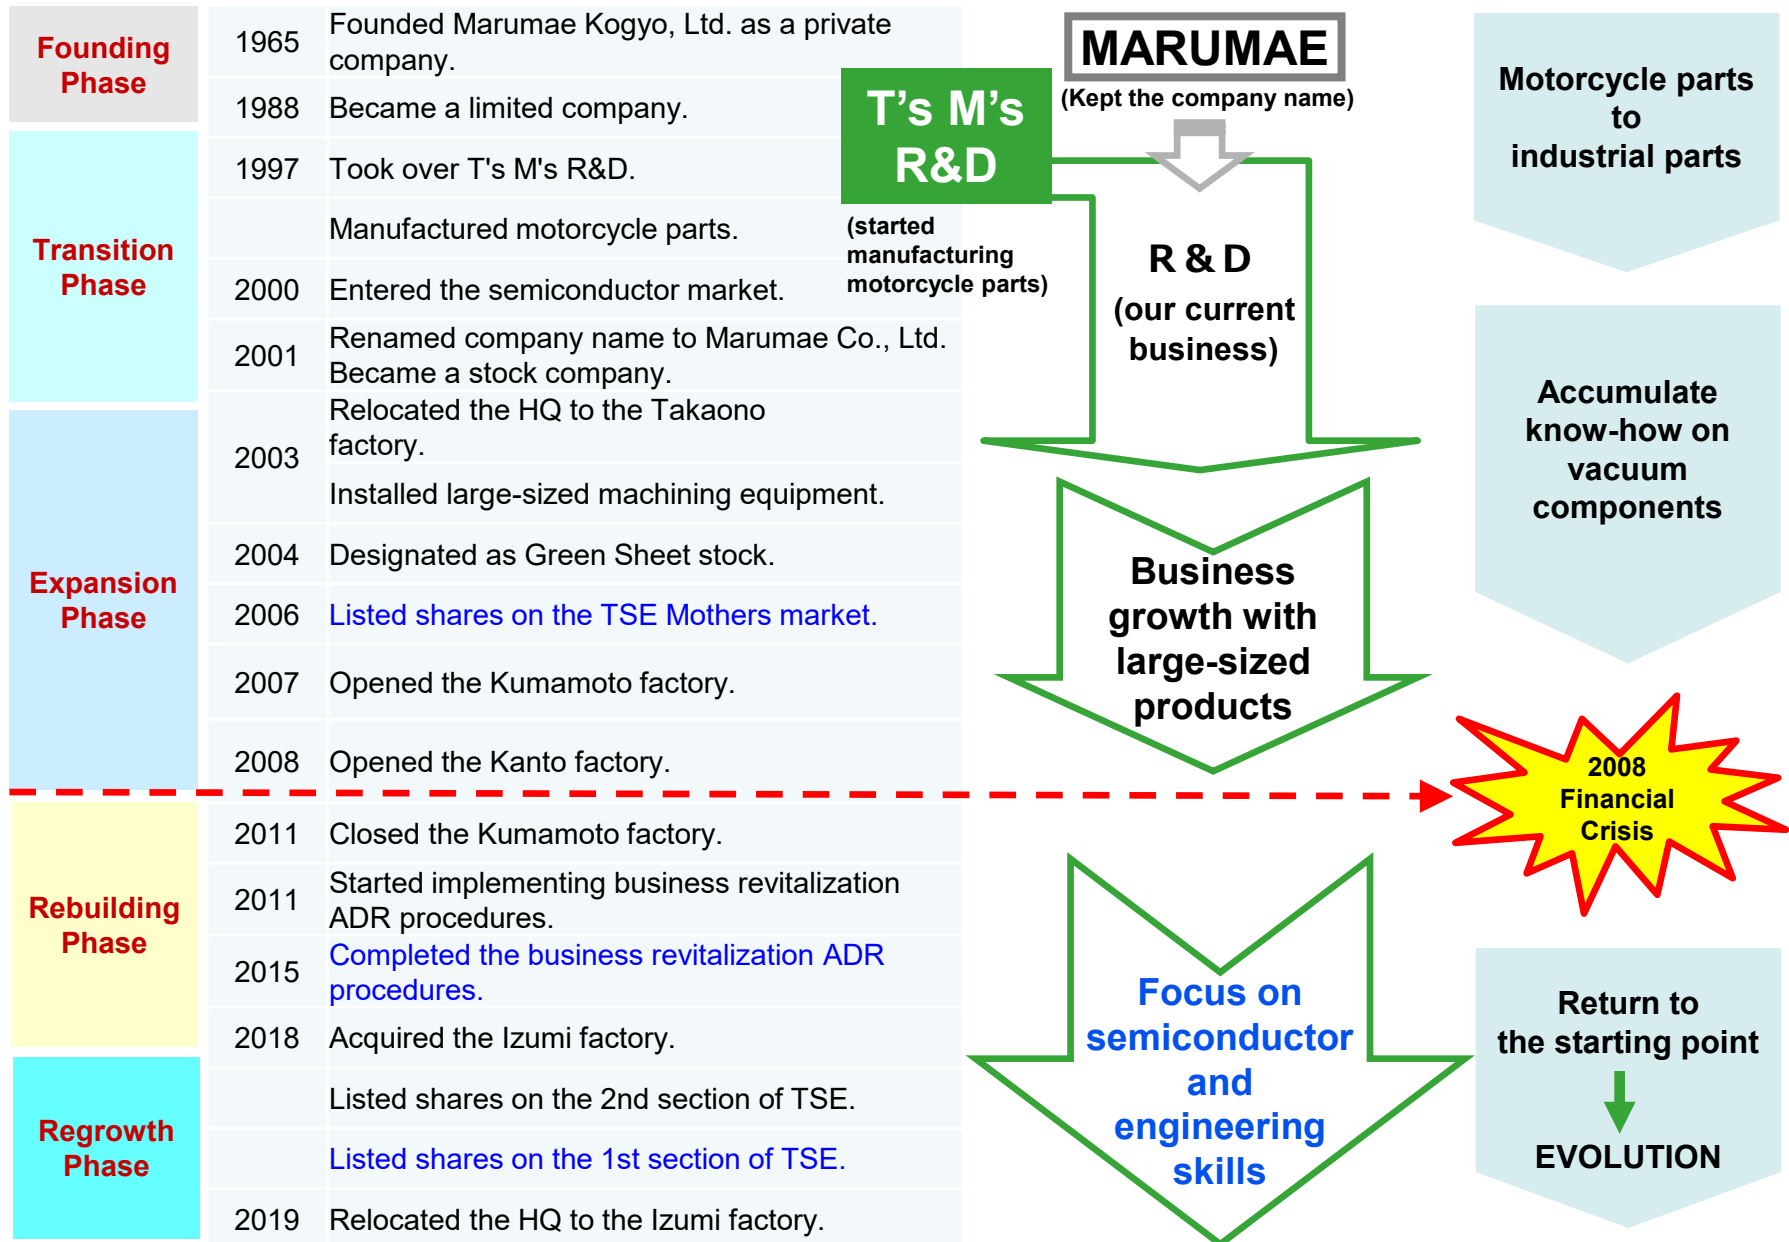 Founding
Phase
1965
Founded Marumae Kogyo, Ltd. as a private
company.
1988
Became a limited company.
Transition
Phase
1997
Took over T's M's R&D.
Manufactured motorcycle parts.
2000
Entered the semiconductor market.
2001
Renamed company name to Marumae Co., Ltd.
Became a stock company.
Expansion
Phase
2003
Relocated the HQ to the Takaono
factory.
Installed large-sized machining equipment.
2004
Designated as Green Sheet stock.
2006
Listed shares on the TSE Mothers market.
2007
Opened the Kumamoto factory.
2008
Opened the Kanto factory.
Rebuilding
Phase
2011
Closed the Kumamoto factory.
2011
Started implementing business revitalization
ADR procedures.
2015
Completed the business revitalization ADR
procedures.
2018
Acquired the Izumi factory.
Regrowth
Phase
Listed shares on the 2nd section of TSE.
Listed shares on the 1st section of TSE.
2019
Relocated the HQ to the Izumi factory.
MARUMAE
(Kept the company name)
T's M's
R&D
(started
manufacturing
motorcycle parts)
R & D
(our current
business)
Business
growth with
large-sized
products
Focus on
semiconductor
and
engineering
skills
Motorcycle parts
to
industrial parts
Accumulate
know-how on
vacuum
components
2008
Financial
Crisis
Return to
the starting point
EVOLUTION